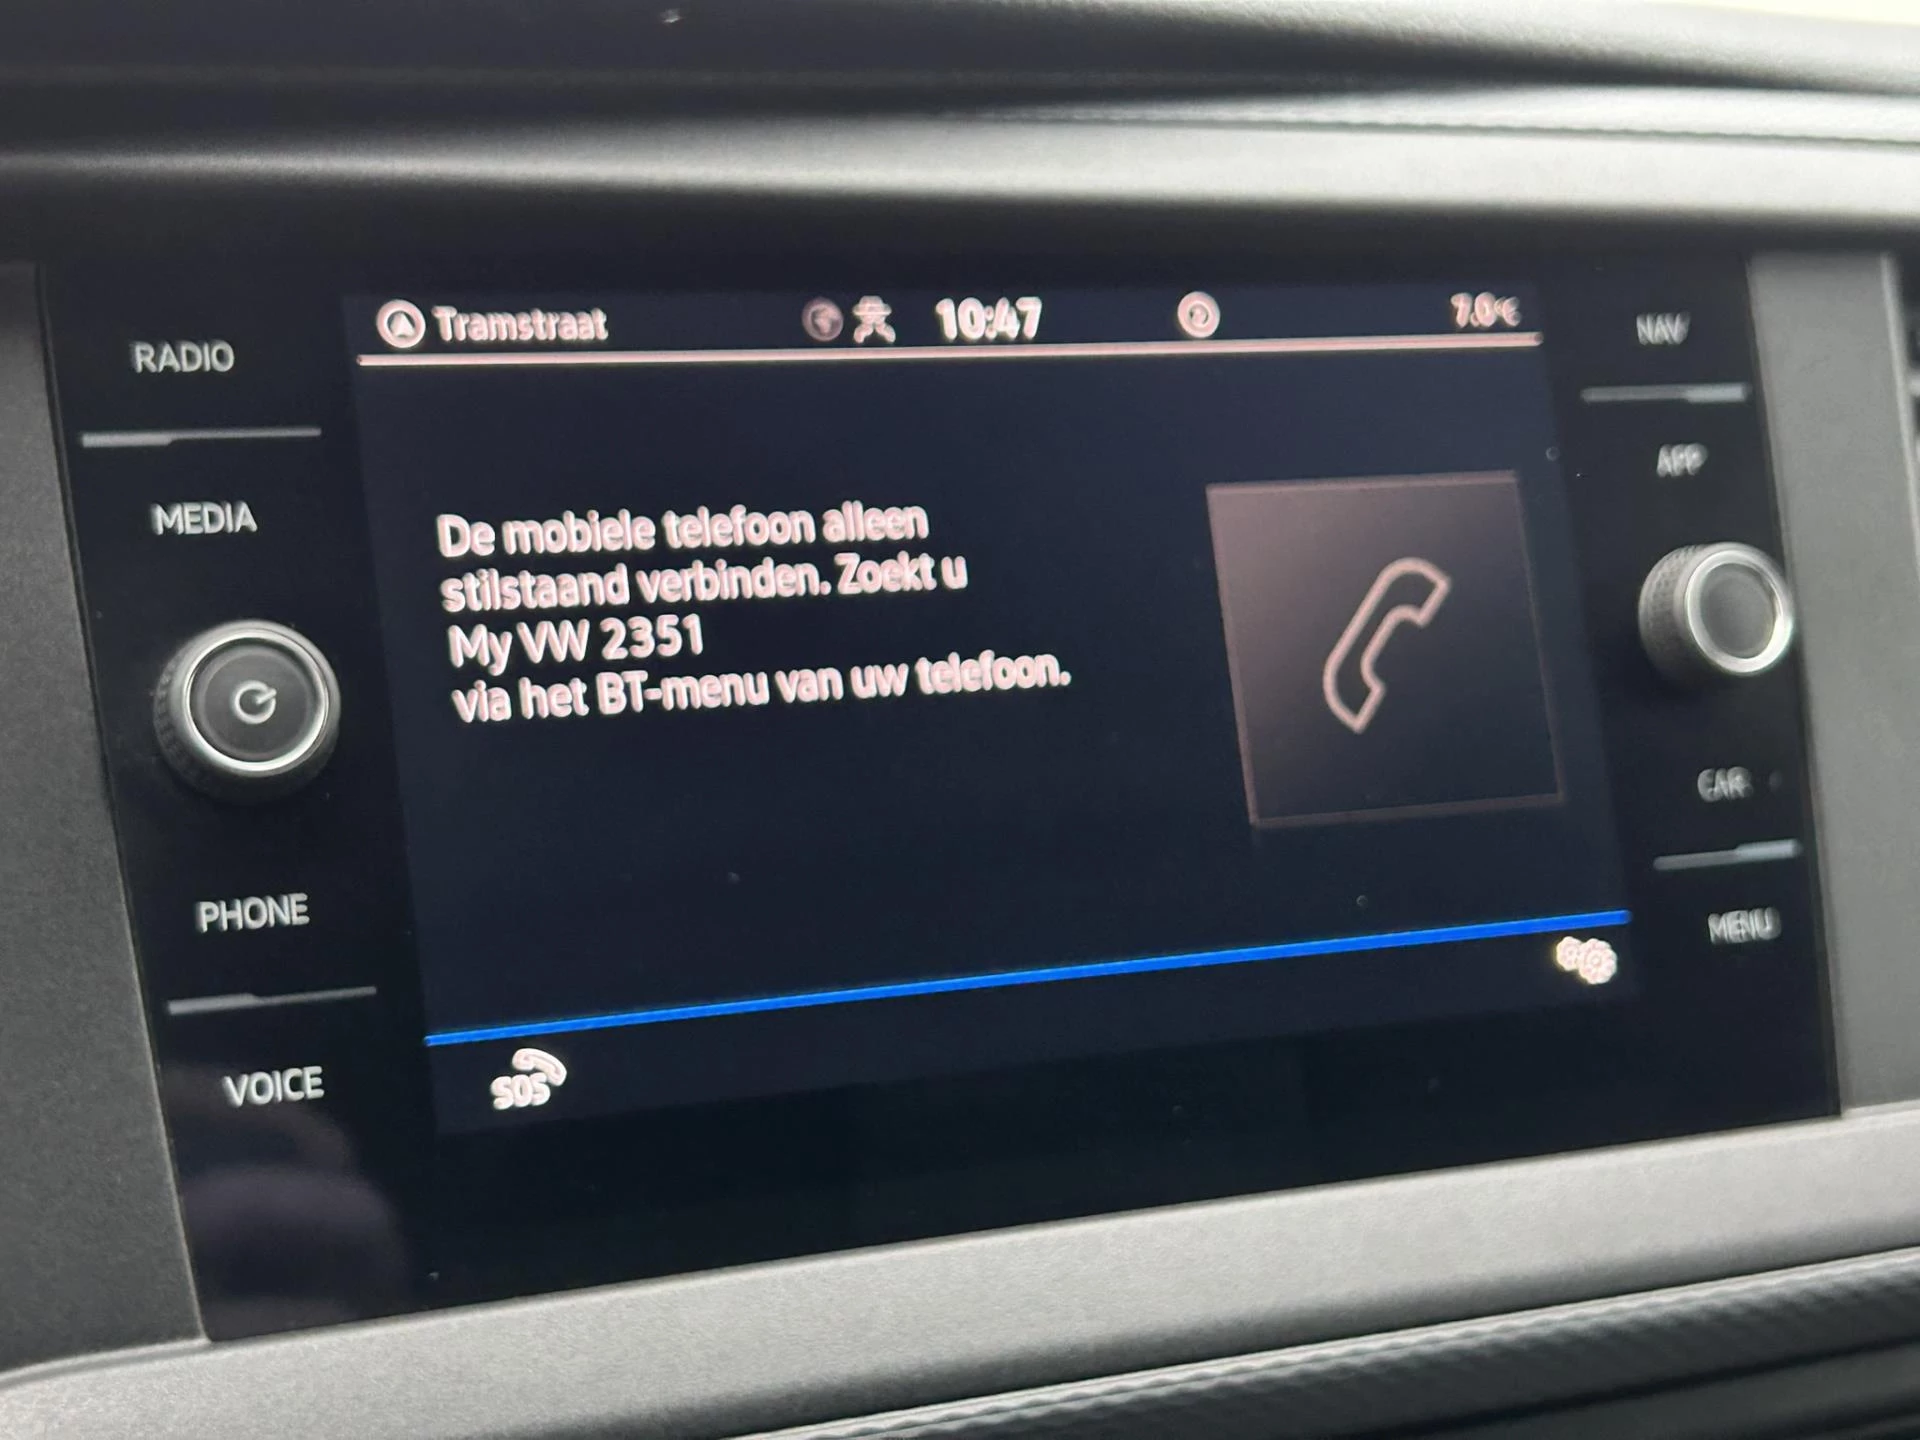 RADIO
MEDIA
PHONE
VOICE
Tramstraat
10:47
7.0°C
De mobiele telefoon alleen
stilstaand verbinden. Zoekt u
My VW 2351
via het BT-menu van uw telefoon.
SOS
NAV
APP
CAR
MENU